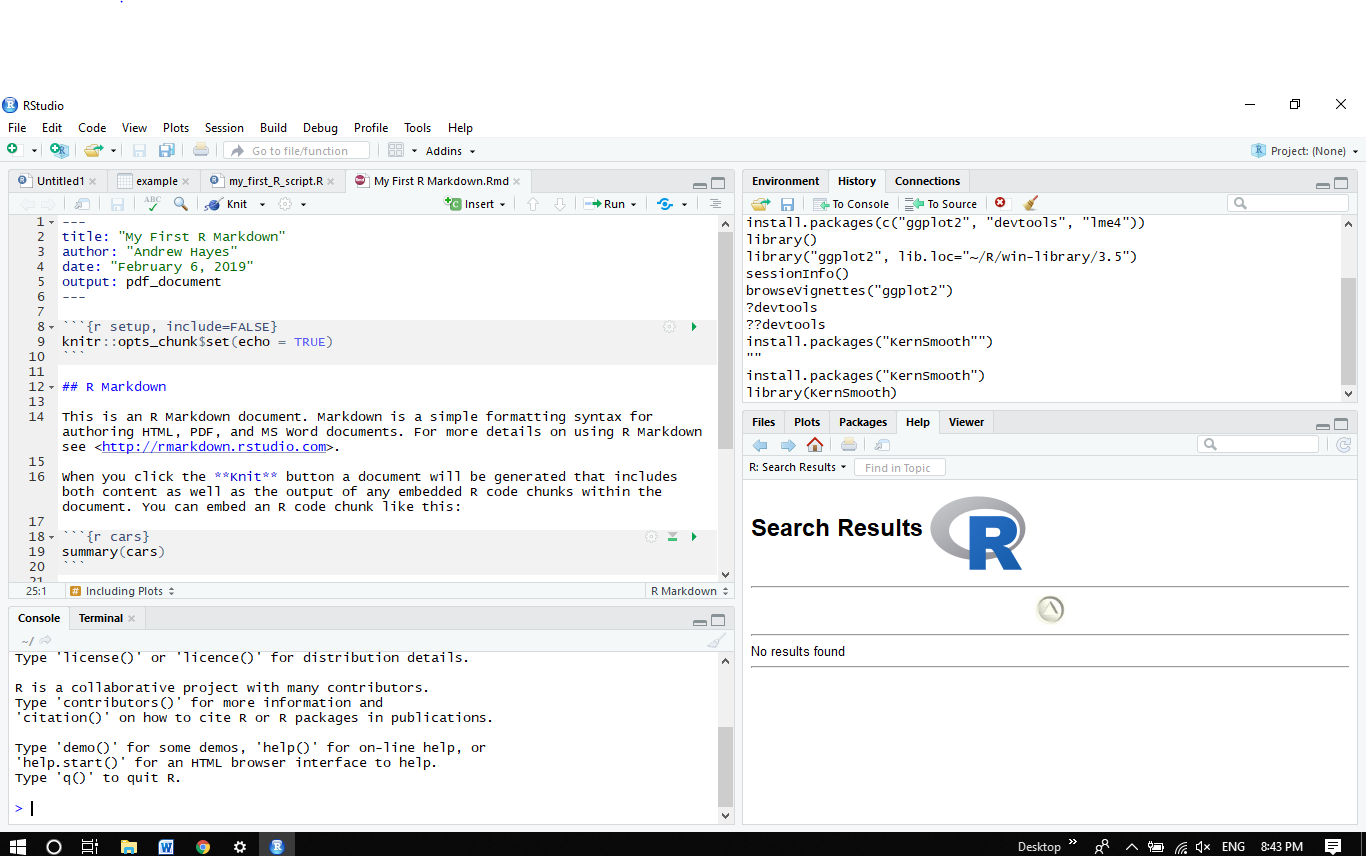 RStudio
File Edit Code View Plots Session Build Debug Profile Tools Help
Go to file/function Addins Project: (None)
Untitled1 example my_first_R_script.R My First R Markdown.Rmd
ABC Knit Insert Run
1 ---
2 title: "My First R Markdown"
3 author: "Andrew Hayes"
4 date: "February 6, 2019"
5 output: pdf_document
6 ---
7
8 ```{r setup, include=FALSE}
9 knitr::opts_chunk$set(echo = TRUE)
10 ```
11
12 ## R Markdown
13
14 This is an R Markdown document. Markdown is a simple formatting syntax for
authoring HTML, PDF, and MS Word documents. For more details on using R Markdown
see <http://rmarkdown.rstudio.com>.
15
16 When you click the **Knit** button a document will be generated that includes
both content as well as the output of any embedded R code chunks within the
document. You can embed an R code chunk like this:
17
18 ```{r cars}
19 summary(cars)
20 ```
21
25:1 # Including Plots R Markdown
Console Terminal
~/
Type 'license()' or 'licence()' for distribution details.
R is a collaborative project with many contributors.
Type 'contributors()' for more information and
'citation()' on how to cite R or R packages in publications.
Type 'demo()' for some demos, 'help()' for on-line help, or
'help.start()' for an HTML browser interface to help.
Type 'q()' to quit R.
>
Environment History Connections
To Console To Source
install.packages(c("ggplot2", "devtools", "lme4"))
library()
library("ggplot2", lib.loc="~/R/win-library/3.5")
sessionInfo()
browseVignettes("ggplot2")
?devtools
??devtools
install.packages("KernSmooth"")
""
install.packages("KernSmooth")
library(KernSmooth)
Files Plots Packages Help Viewer
R: Search Results Find in Topic
Search Results R
No results found
Desktop ENG 8:43 PM